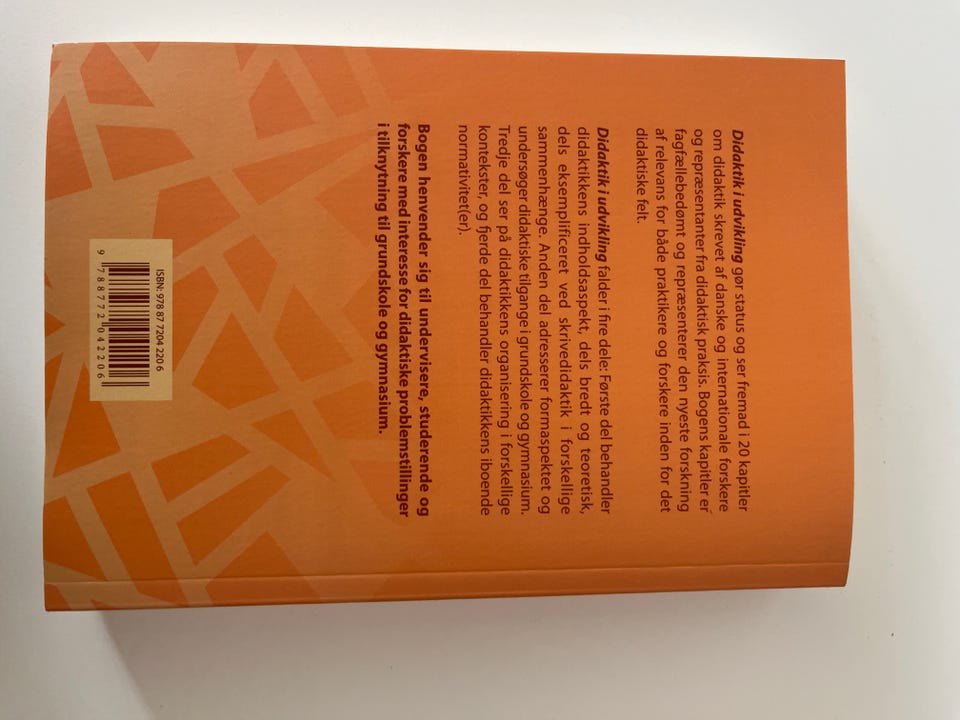 Didaktik i udvikling gør status og ser fremad i 20 kapitler
om didaktik skrevet af danske og internationale forskere
og repræsentanter fra didaktisk praksis. Bogens kapitler er
fagfællebedømt og repræsenterer den nyeste forskning
af relevans for både praktikere og forskere inden for det
didaktiske felt.
Didaktik i udvikling falder i fire dele: Første del behandler
didaktikkens indholdsaspekt, dels bredt og teoretisk,
dels eksemplificeret ved skrivedidaktik i forskellige
sammenhænge. Anden del adresserer formaspektet og
undersøger didaktiske tilgange i grundskole og gymnasium.
Tredje del ser på didaktikkens organisering i forskellige
kontekster, og fjerde del behandler didaktikkens iboende
normativitet(er).
Bogen henvender sig til undervisere, studerende og
forskere med interesse for didaktiske problemstillinger
i tilknytning til grundskole og gymnasium.
ISBN: 978 87 7204 220 6
9 788772 042206